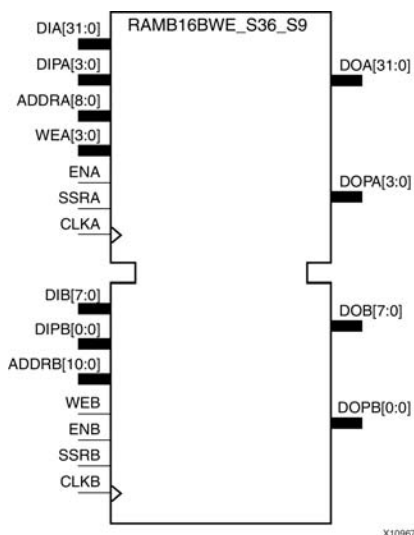 RAMB16BWE_S36_S9
DIA[31:0]
DIPA[3:0]
ADDRA[8:0]
WEA[3:0]
ENA
SSRA
CLKA
DOA[31:0]
DOPA[3:0]
DIB[7:0]
DIPB[0:0]
ADDRB[10:0]
WEB
ENB
SSRB
CLKB
DOB[7:0]
DOPB[0:0]
X10967